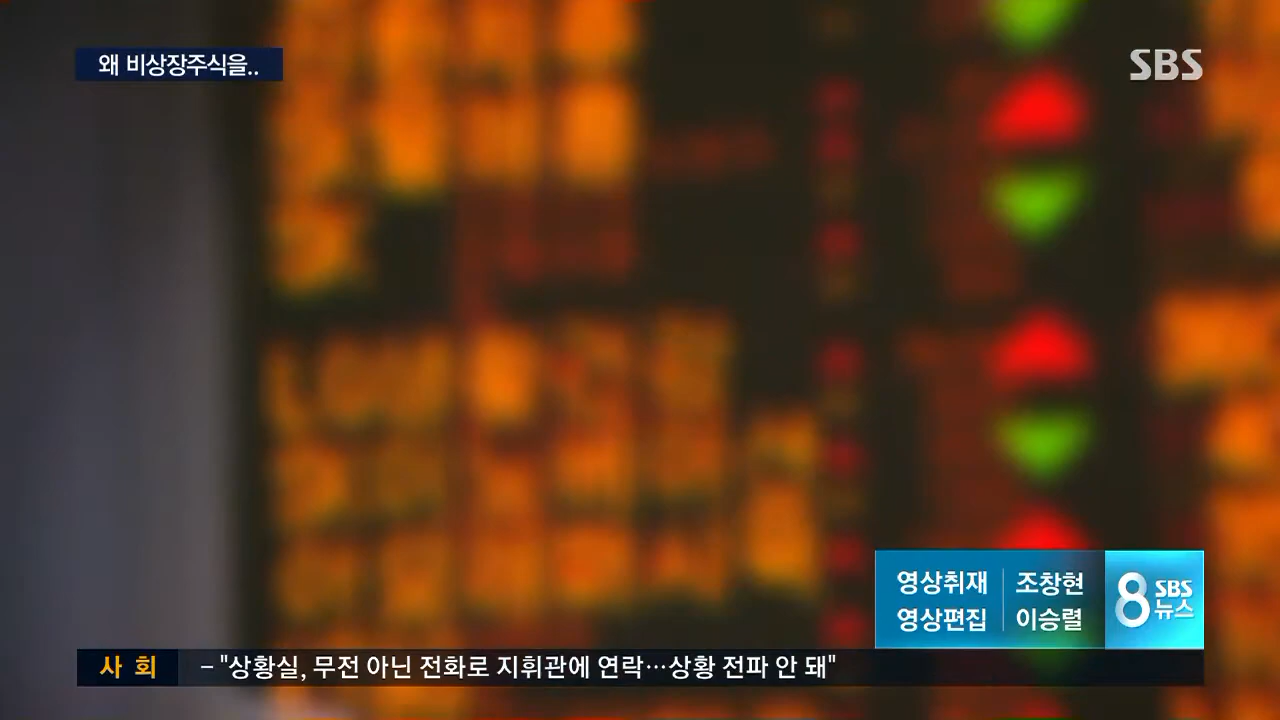 왜 비상장주식을..
SBS
영상취재 조창현
영상편집 이승렬
8 SBS 뉴스
사 회 – "상황실, 무전 아닌 전화로 지휘관에 연락…상황 전파 안 돼"